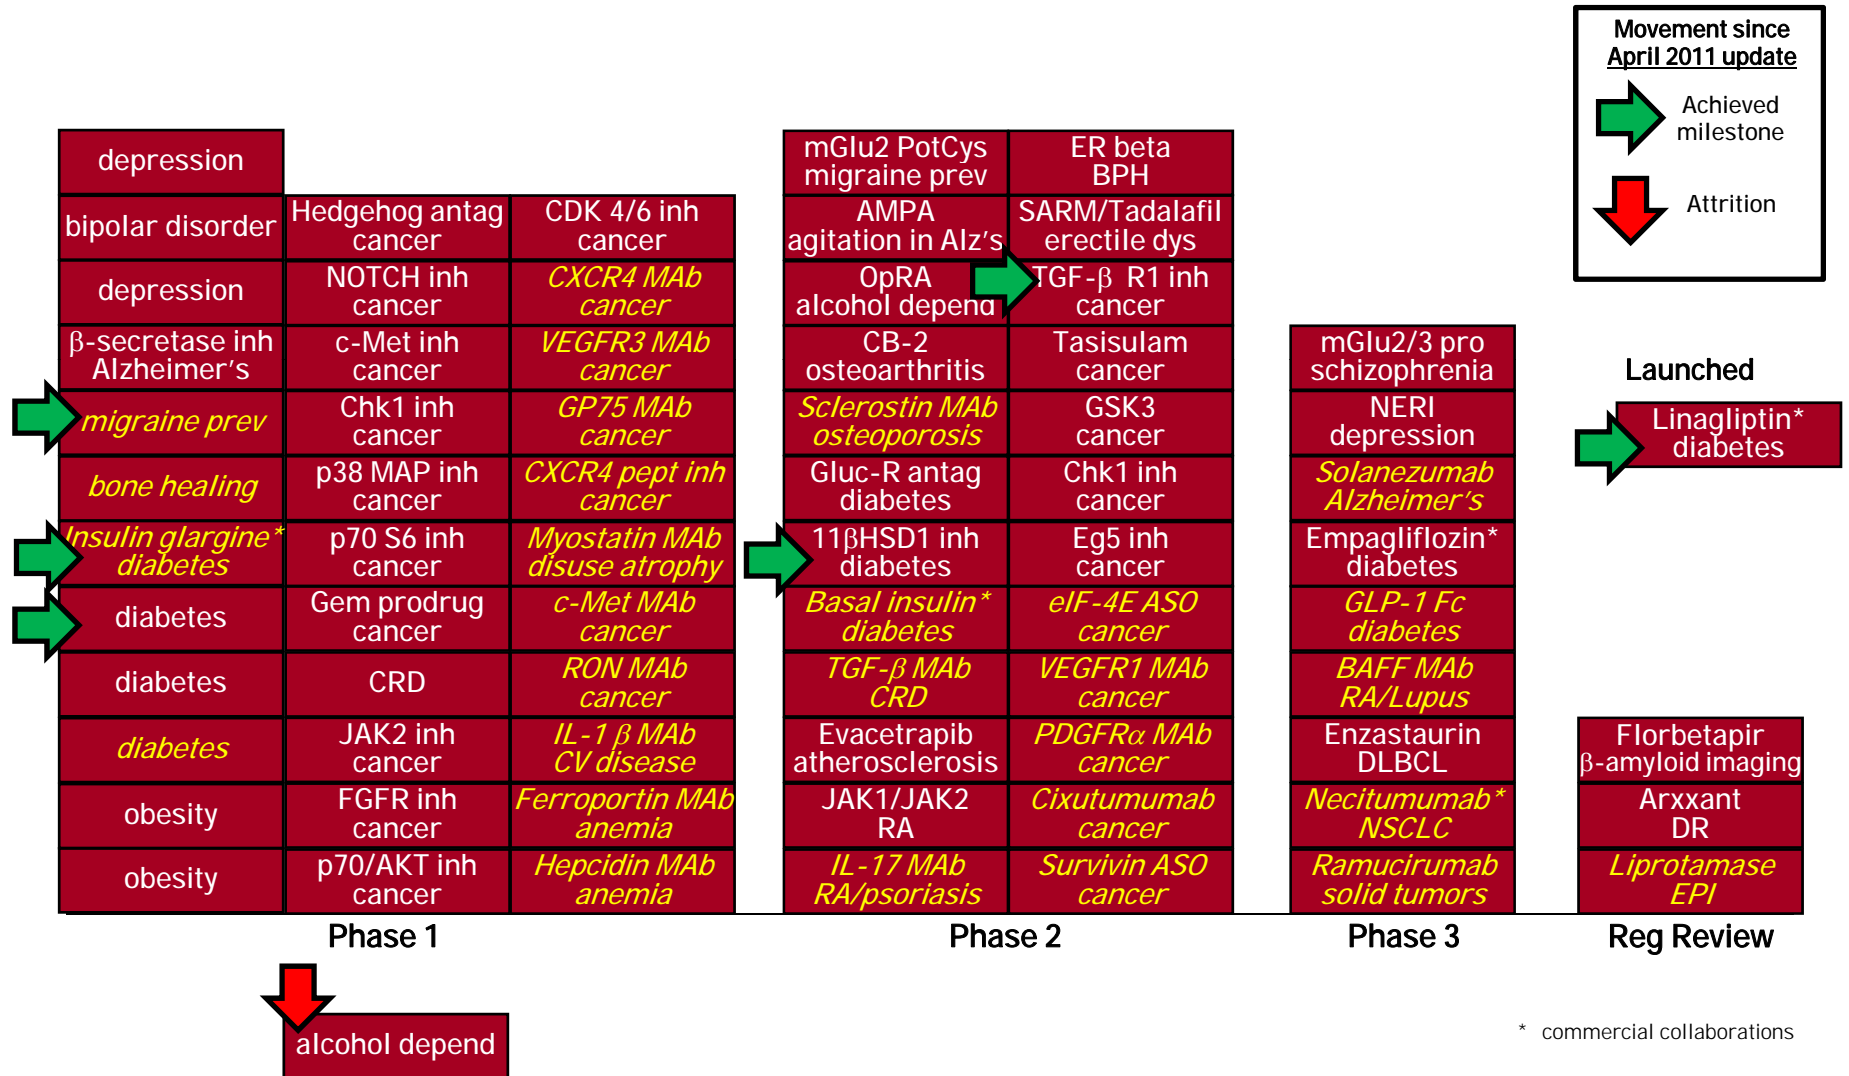 Movement since
April 2011 update
Achieved
milestone
Attrition
depression
bipolar disorder
depression
β-secretase inh
Alzheimer's
migraine prev
bone healing
Insulin glargine*
diabetes
diabetes
diabetes
diabetes
obesity
obesity
Hedgehog antag
cancer
NOTCH inh
cancer
c-Met inh
cancer
Chk1 inh
cancer
p38 MAP inh
cancer
p70 S6 inh
cancer
Gem prodrug
cancer
CRD
JAK2 inh
cancer
FGFR inh
cancer
p70/AKT inh
cancer
CDK 4/6 inh
cancer
CXCR4 MAb
cancer
VEGFR3 MAb
cancer
GP75 MAb
cancer
CXCR4 pept inh
cancer
Myostatin MAb
disuse atrophy
c-Met MAb
cancer
RON MAb
cancer
IL-1 β MAb
CV disease
Ferroportin MAb
anemia
Hepcidin MAb
anemia
Phase 1
alcohol depend
mGlu2 PotCys
migraine prev
AMPA
agitation in Alz's
OpRA
alcohol depend
CB-2
osteoarthritis
Sclerostin MAb
osteoporosis
Gluc-R antag
diabetes
11βHSD1 inh
diabetes
Basal insulin*
diabetes
TGF-β MAb
CRD
Evacetrapib
atherosclerosis
JAK1/JAK2
RA
IL-17 MAb
RA/psoriasis
ER beta
BPH
SARM/Tadalafil
erectile dys
TGF-β R1 inh
cancer
Tasisulam
cancer
GSK3
cancer
Chk1 inh
cancer
Eg5 inh
cancer
eIF-4E ASO
cancer
VEGFR1 MAb
cancer
PDGFRα MAb
cancer
Cixutumumab
cancer
Survivin ASO
cancer
Phase 2
mGlu2/3 pro
schizophrenia
NERI
depression
Solanezumab
Alzheimer's
Empagliflozin*
diabetes
GLP-1 Fc
diabetes
BAFF MAb
RA/Lupus
Enzastaurin
DLBCL
Necitumumab*
NSCLC
Ramucirumab
solid tumors
Phase 3
Launched
Linagliptin*
diabetes
Florbetapir
β-amyloid imaging
Arxxant
DR
Liprotamase
EPI
Reg Review
* commercial collaborations